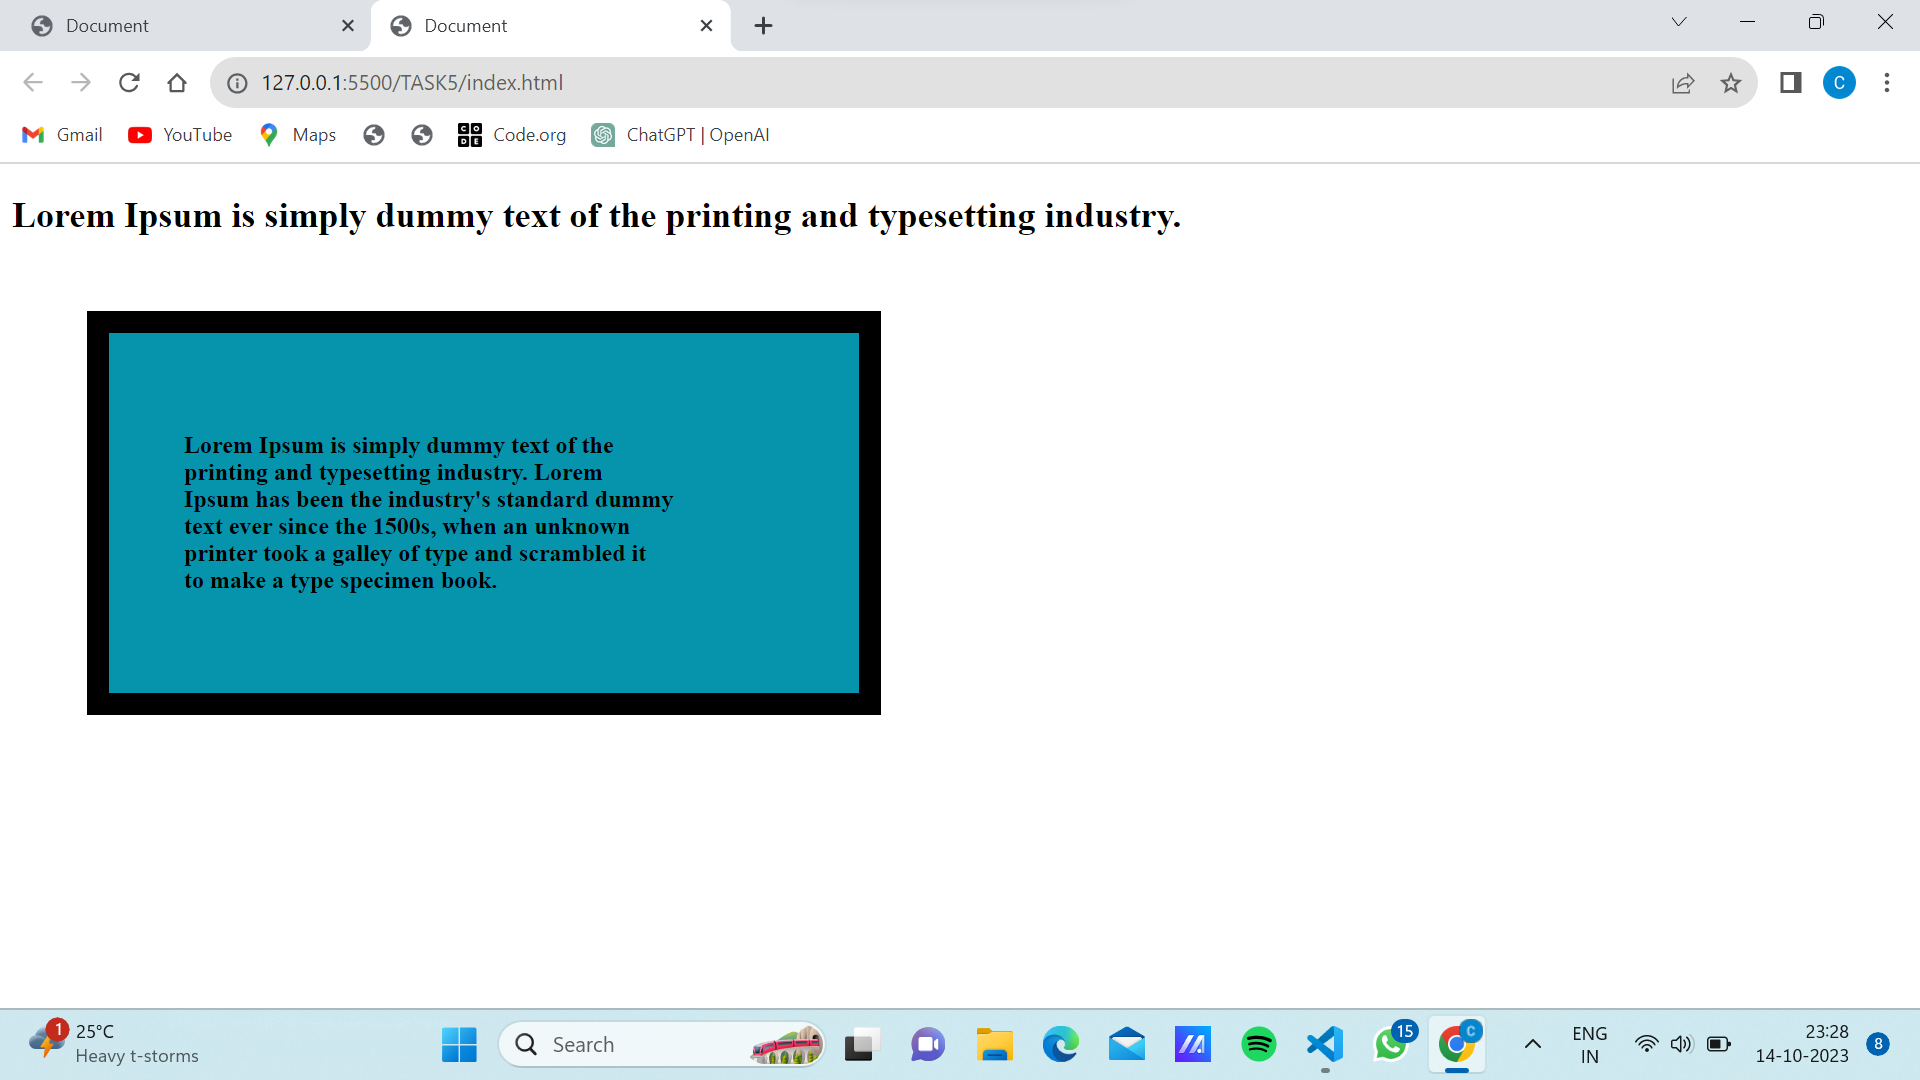 Document
Document
127.0.0.1:5500/TASK5/index.html
C
Gmail
YouTube
Maps
CODE
Code.org
ChatGPT | OpenAI
Lorem Ipsum is simply dummy text of the printing and typesetting industry.
Lorem Ipsum is simply dummy text of the
printing and typesetting industry. Lorem
Ipsum has been the industry's standard dummy
text ever since the 1500s, when an unknown
printer took a galley of type and scrambled it
to make a type specimen book.
1
25°C
Heavy t-storms
Search
15
C
ENG
IN
23:28
14-10-2023
8